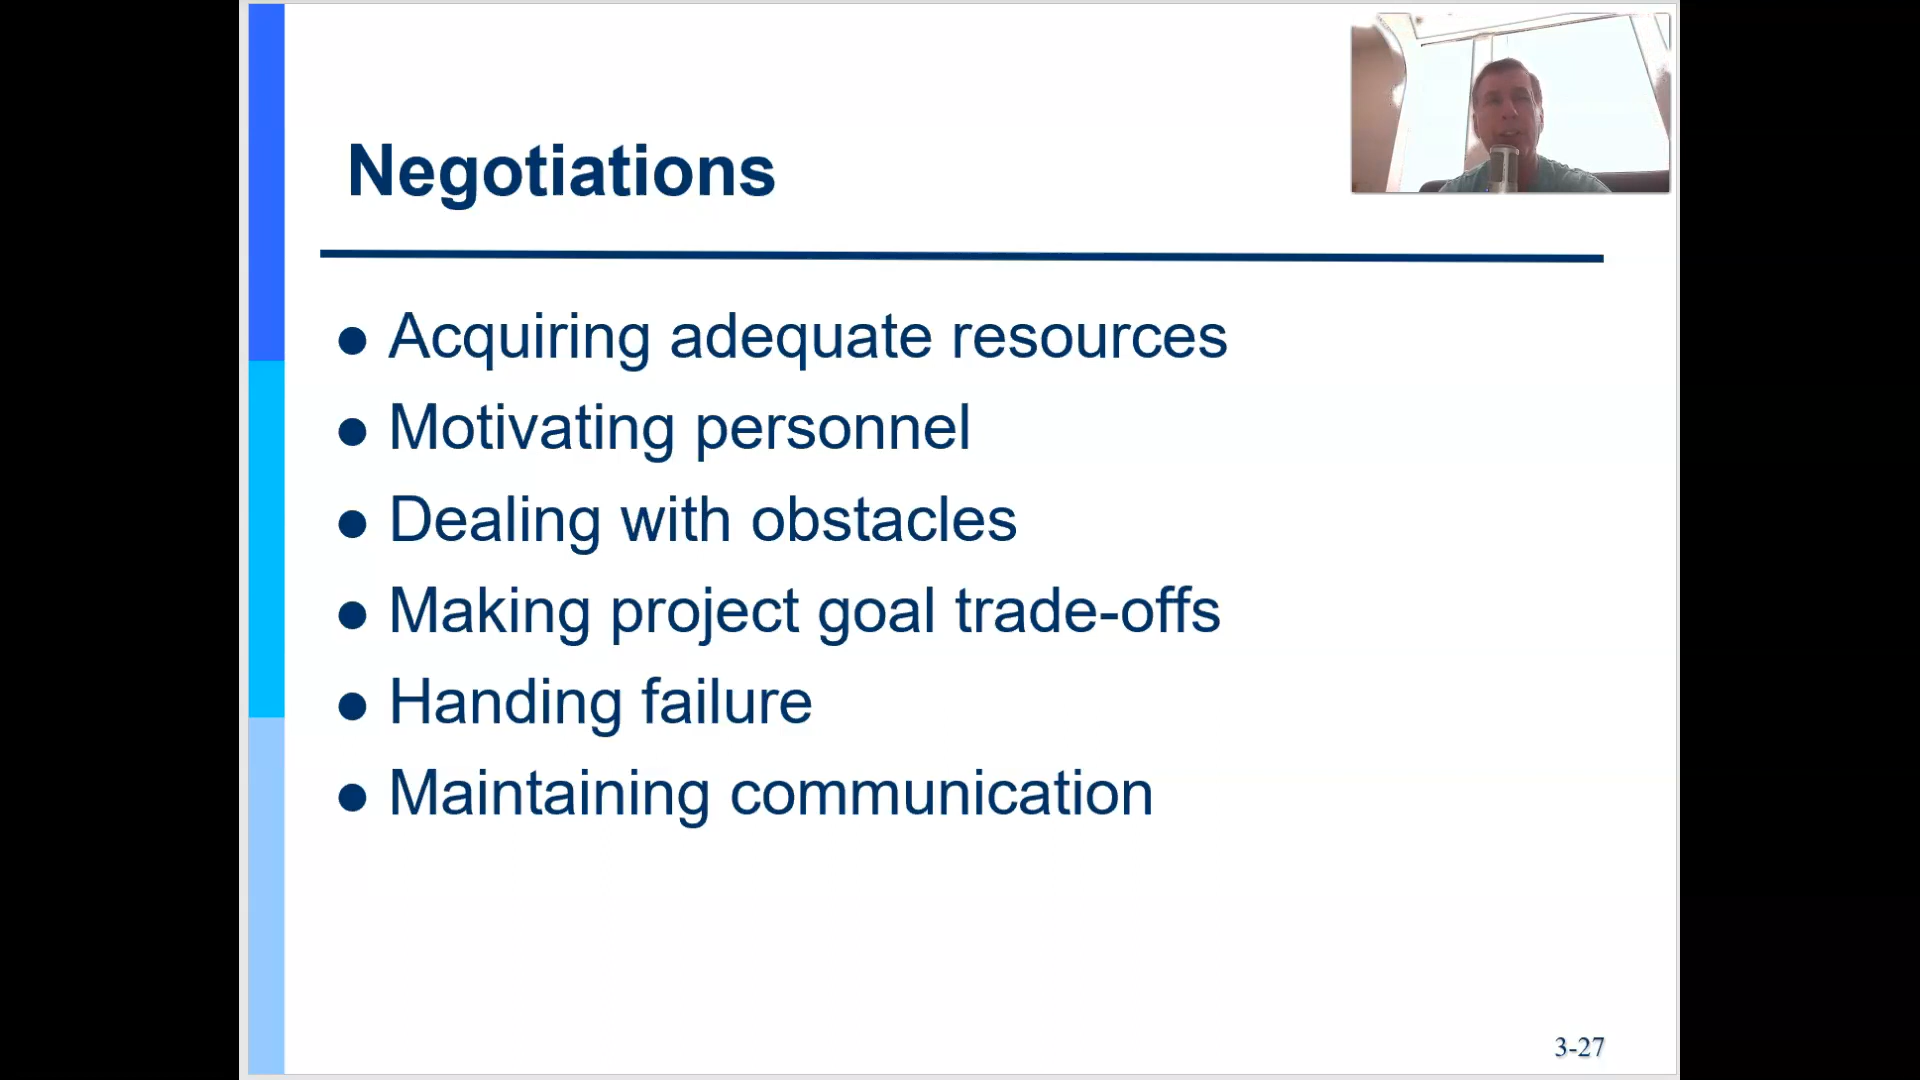 Negotiations
● Acquiring adequate resources
● Motivating personnel
● Dealing with obstacles
● Making project goal trade-offs
● Handing failure
● Maintaining communication
3-27